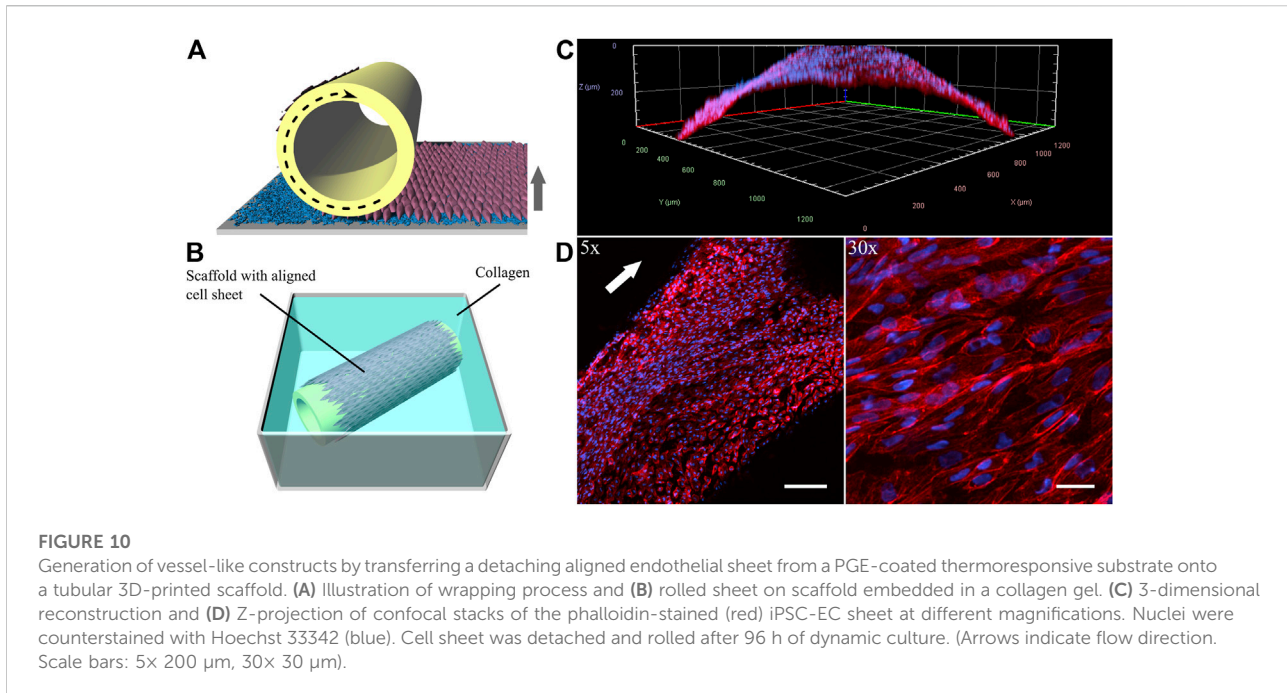 A
B
Scaffold with aligned
cell sheet
Collagen
C
0
Z (µm)
200
0
200
400
600
800
1000
1200
Y (µm)
0
200
400
600
800
1000
1200
X (µm)
D
5x
30x
FIGURE 10
Generation of vessel-like constructs by transferring a detaching aligned endothelial sheet from a PGE-coated thermoresponsive substrate onto
a tubular 3D-printed scaffold. (A) Illustration of wrapping process and (B) rolled sheet on scaffold embedded in a collagen gel. (C) 3-dimensional
reconstruction and (D) Z-projection of confocal stacks of the phalloidin-stained (red) iPSC-EC sheet at different magnifications. Nuclei were
counterstained with Hoechst 33342 (blue). Cell sheet was detached and rolled after 96 h of dynamic culture. (Arrows indicate flow direction.
Scale bars: 5× 200 µm, 30× 30 µm).